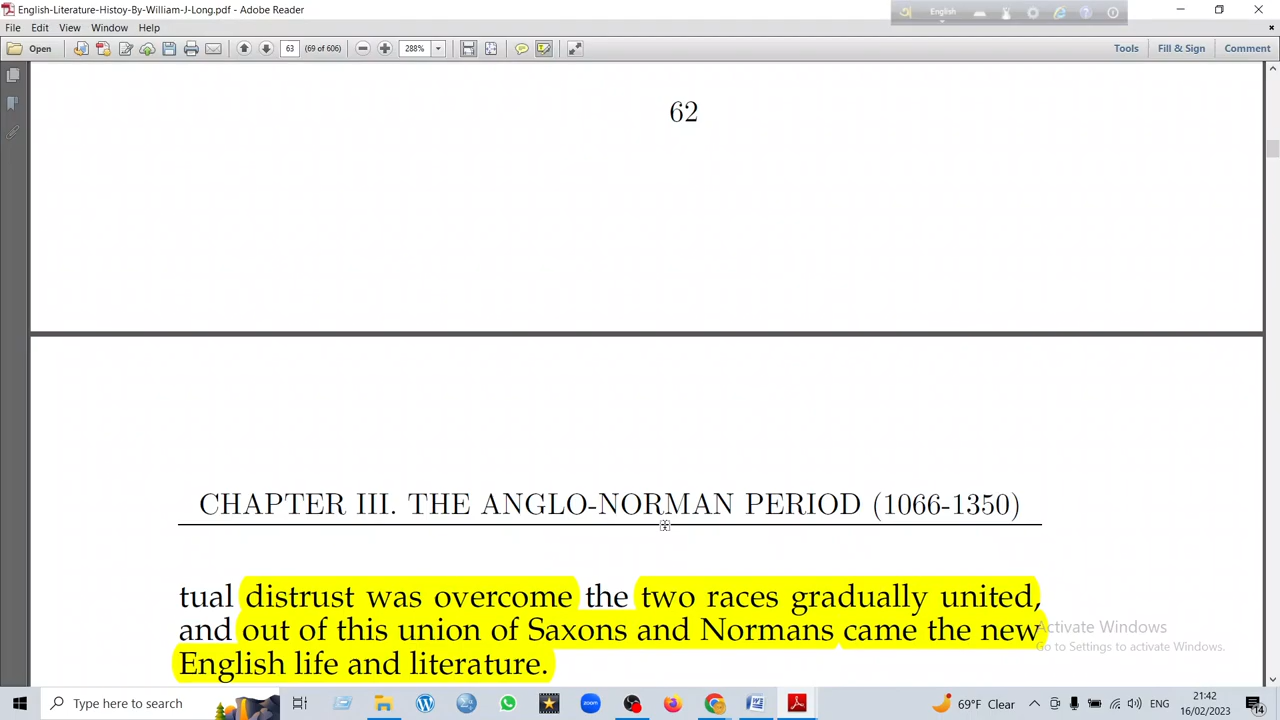 English-Literature-Histoy-By-William-J-Long.pdf - Adobe Reader
English
File Edit View Window Help
Open 63 (69 of 606) 288% Tools Fill & Sign Comment
62
CHAPTER III. THE ANGLO-NORMAN PERIOD (1066-1350)
tual distrust was overcome the two races gradually united,
and out of this union of Saxons and Normans came the new
English life and literature.
Activate Windows
Go to Settings to activate Windows.
Type here to search
69°F Clear
ENG
21:42
16/02/2023
14